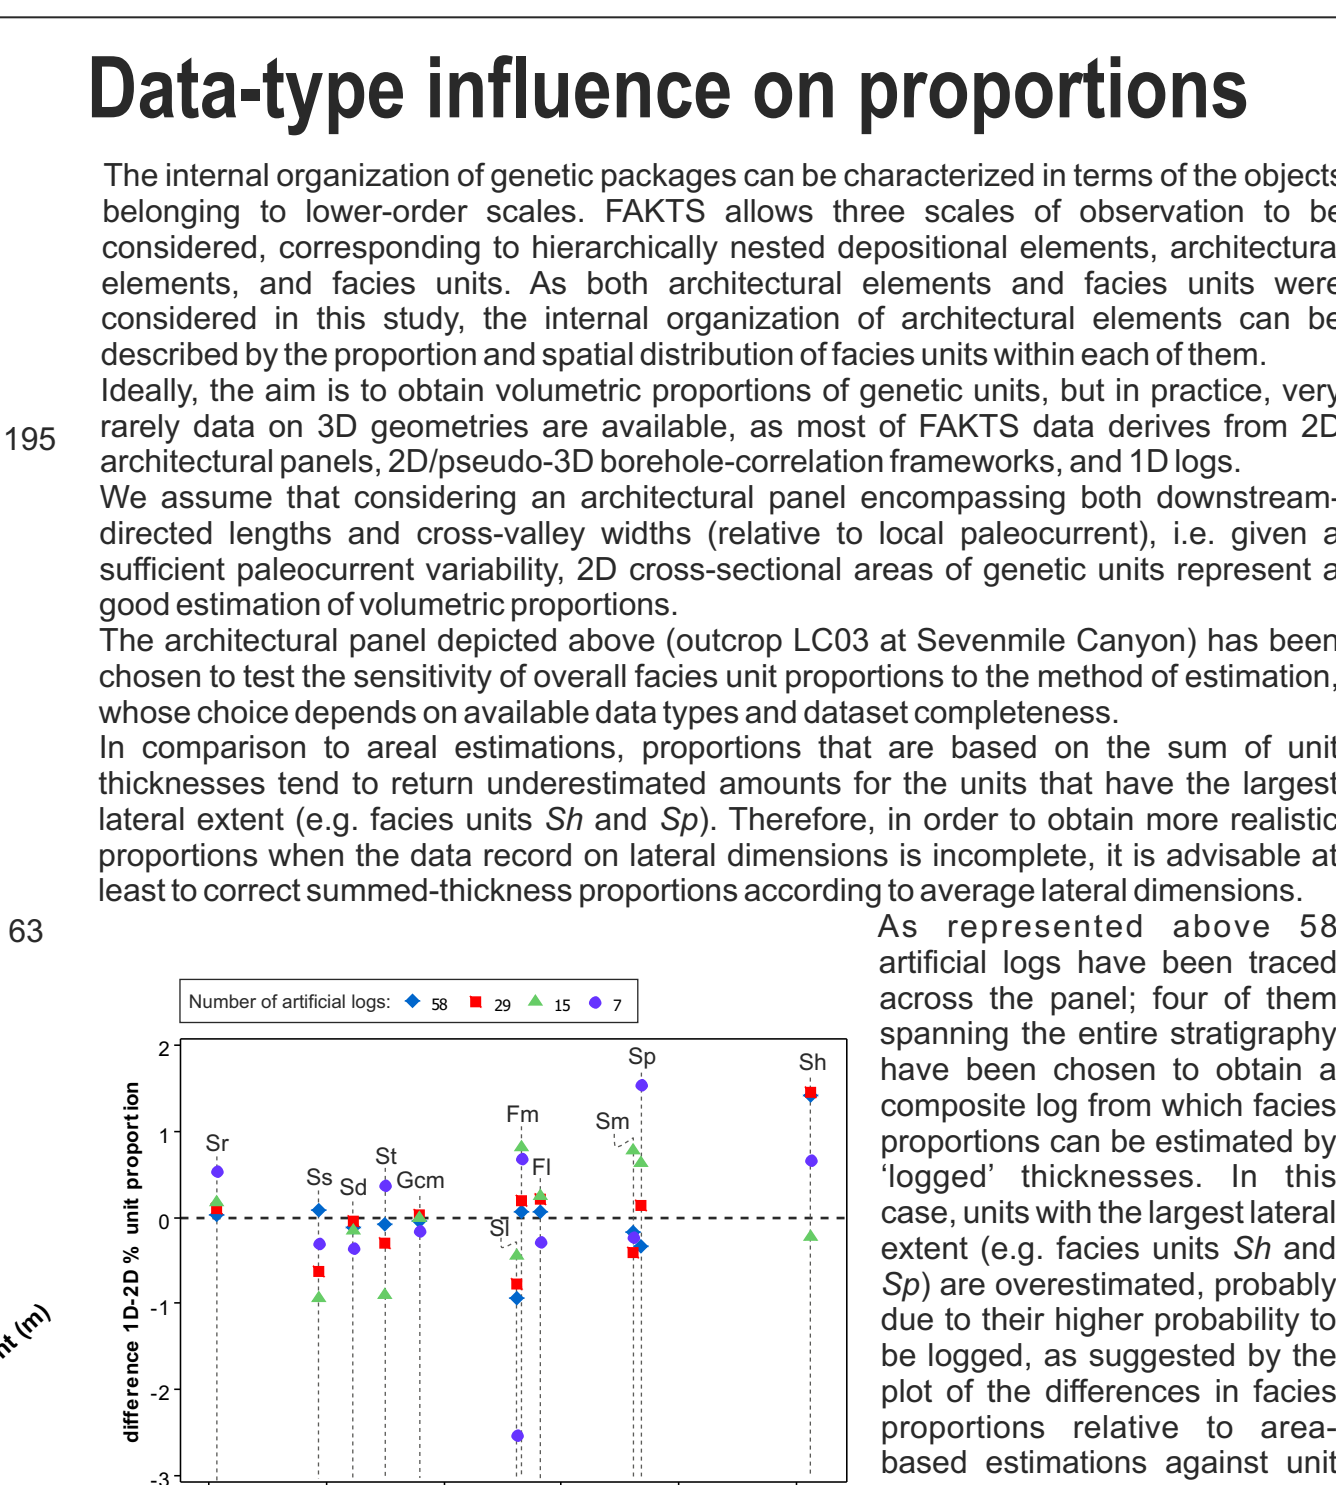 Data-type influence on proportions
The internal organization of genetic packages can be characterized in terms of the objects
belonging to lower-order scales. FAKTS allows three scales of observation to be
considered, corresponding to hierarchically nested depositional elements, architectural
elements, and facies units. As both architectural elements and facies units were
considered in this study, the internal organization of architectural elements can be
described by the proportion and spatial distribution of facies units within each of them.
Ideally, the aim is to obtain volumetric proportions of genetic units, but in practice, very
rarely data on 3D geometries are available, as most of FAKTS data derives from 2D
architectural panels, 2D/pseudo-3D borehole-correlation frameworks, and 1D logs.
We assume that considering an architectural panel encompassing both downstream-
directed lengths and cross-valley widths (relative to local paleocurrent), i.e. given a
sufficient paleocurrent variability, 2D cross-sectional areas of genetic units represent a
good estimation of volumetric proportions.
The architectural panel depicted above (outcrop LC03 at Sevenmile Canyon) has been
chosen to test the sensitivity of overall facies unit proportions to the method of estimation,
whose choice depends on available data types and dataset completeness.
In comparison to areal estimations, proportions that are based on the sum of unit
thicknesses tend to return underestimated amounts for the units that have the largest
lateral extent (e.g. facies units Sh and Sp). Therefore, in order to obtain more realistic
proportions when the data record on lateral dimensions is incomplete, it is advisable at
least to correct summed-thickness proportions according to average lateral dimensions.
195
63
nt (m)
Number of artificial logs: 58 29 15 7
difference 1D-2D % unit proportion
2
1
0
-1
-2
-3
Sr
Ss
Sd
St
Gcm
Sl
Fm
Fl
Sm
Sp
Sh
As represented above 58
artificial logs have been traced
across the panel; four of them
spanning the entire stratigraphy
have been chosen to obtain a
composite log from which facies
proportions can be estimated by
‘logged’ thicknesses. In this
case, units with the largest lateral
extent (e.g. facies units Sh and
Sp) are overestimated, probably
due to their higher probability to
be logged, as suggested by the
plot of the differences in facies
proportions relative to area-
based estimations against unit